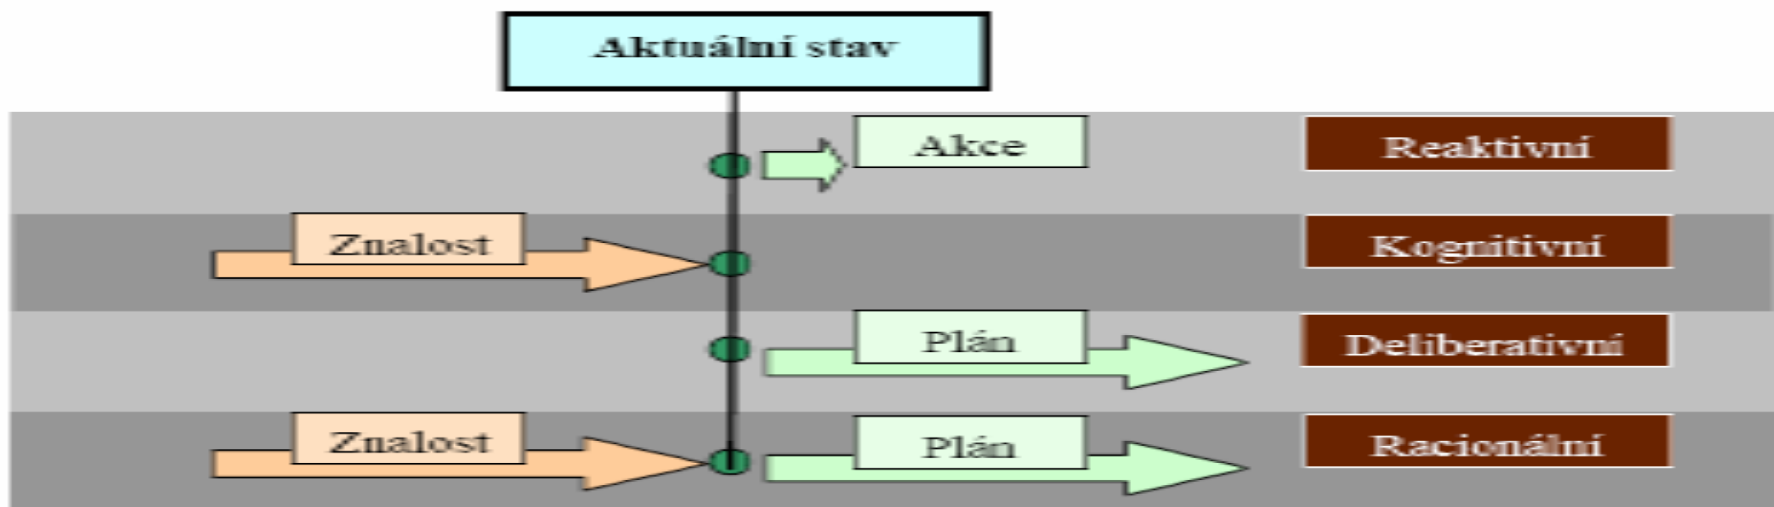 Aktuální stav
Akce
Reaktivní
Znalost
Kognitivní
Plán
Deliberativní
Znalost
Plán
Racionální